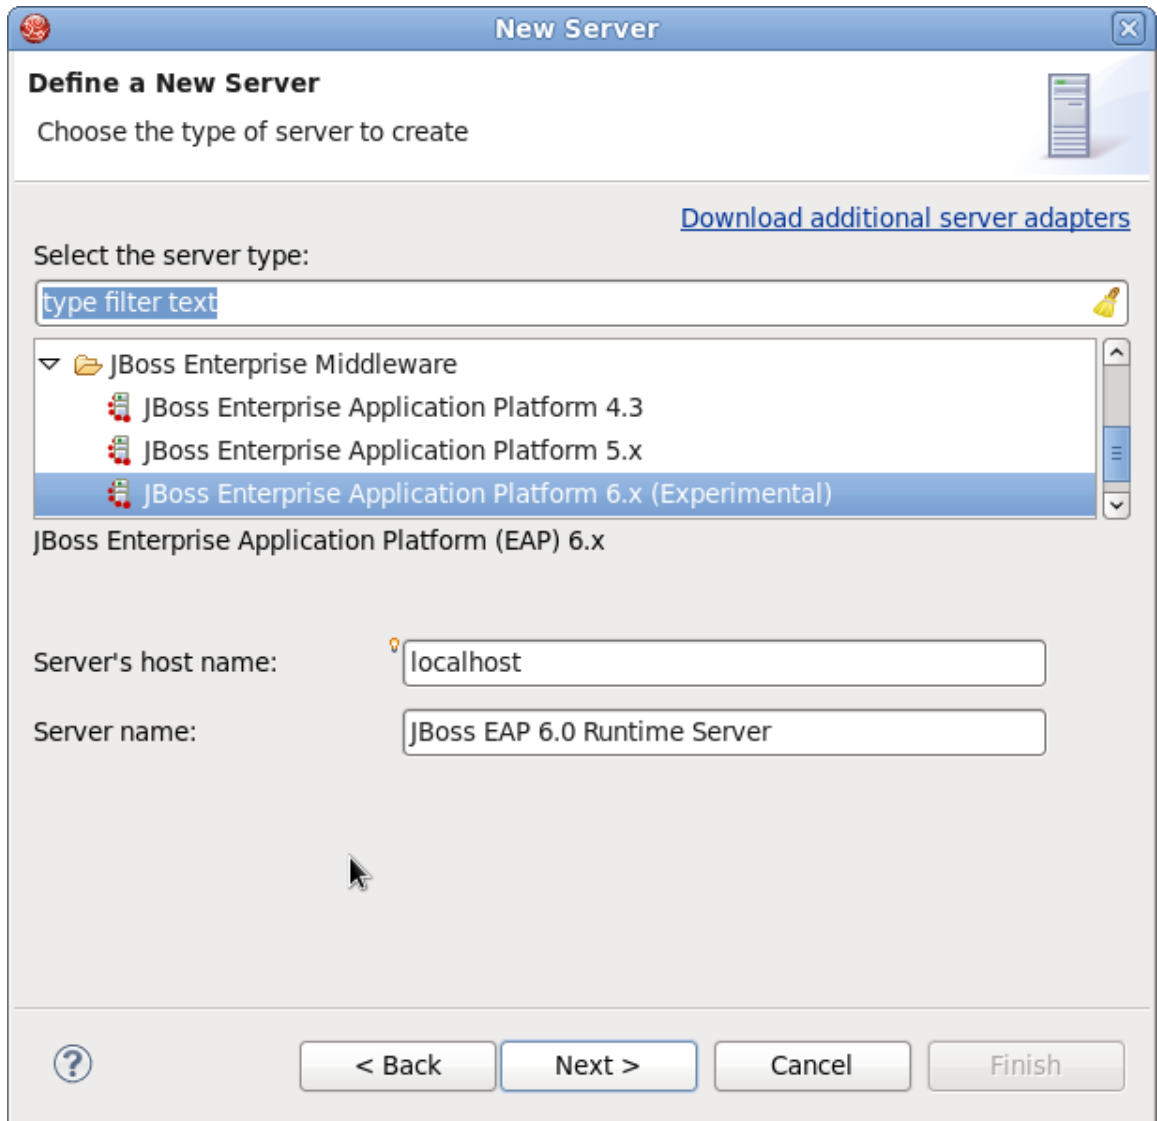 New Server
Define a New Server
Choose the type of server to create
Download additional server adapters
Select the server type:
type filter text
JBoss Enterprise Middleware
JBoss Enterprise Application Platform 4.3
JBoss Enterprise Application Platform 5.x
JBoss Enterprise Application Platform 6.x (Experimental)
JBoss Enterprise Application Platform (EAP) 6.x
Server's host name: localhost
Server name: JBoss EAP 6.0 Runtime Server
? < Back Next > Cancel Finish